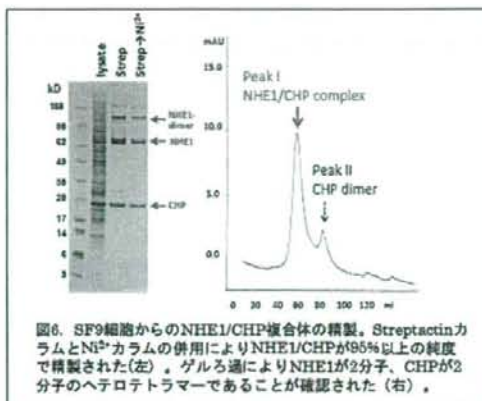 lysate
Strep
Strep→Ni²⁺
kD
98
62
49
38
28
17
14
6
3
NHE1-
dimer
NHE1
CHP
mAU
15.0
10.0
5.0
0.0
Peak I
NHE1/CHP complex
Peak II
CHP dimer
0 20 40 60 80 100 120 ml
図6. SF9細胞からのNHE1/CHP複合体の精製。Streptactinカ
ラムとNi²⁺カラムの併用によりNHE1/CHPが95%以上の純度
で精製された(左)。ゲルろ過によりNHE1が2分子、CHPが2
分子のヘテロテトラマーであることが確認された（右）。